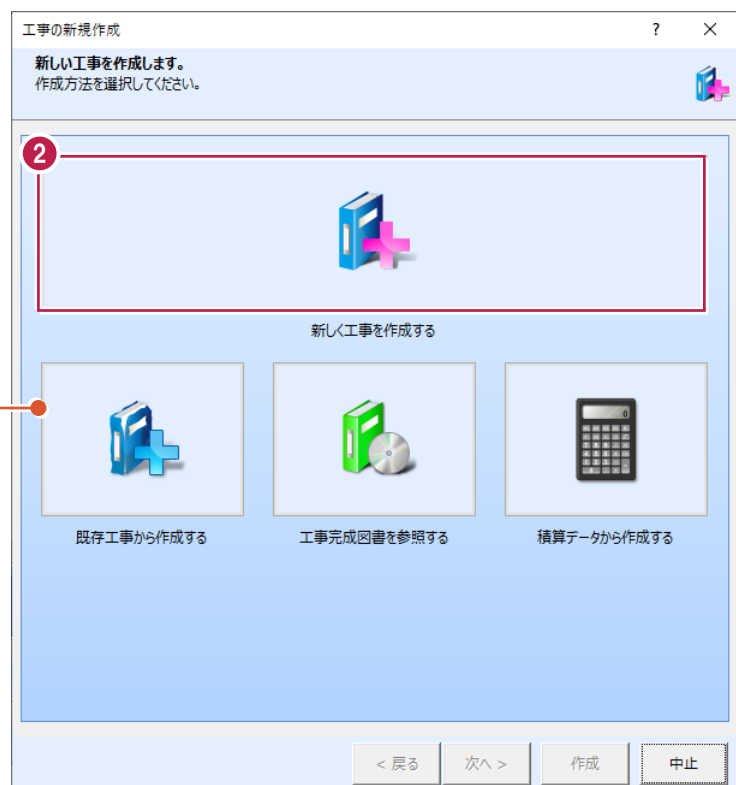 工事の新規作成
?
新しい工事を作成します。
作成方法を選択してください。
2
新しく工事を作成する
既存工事から作成する
工事完成図書を参照する
積算データから作成する
< 戻る
次へ >
作成
中止